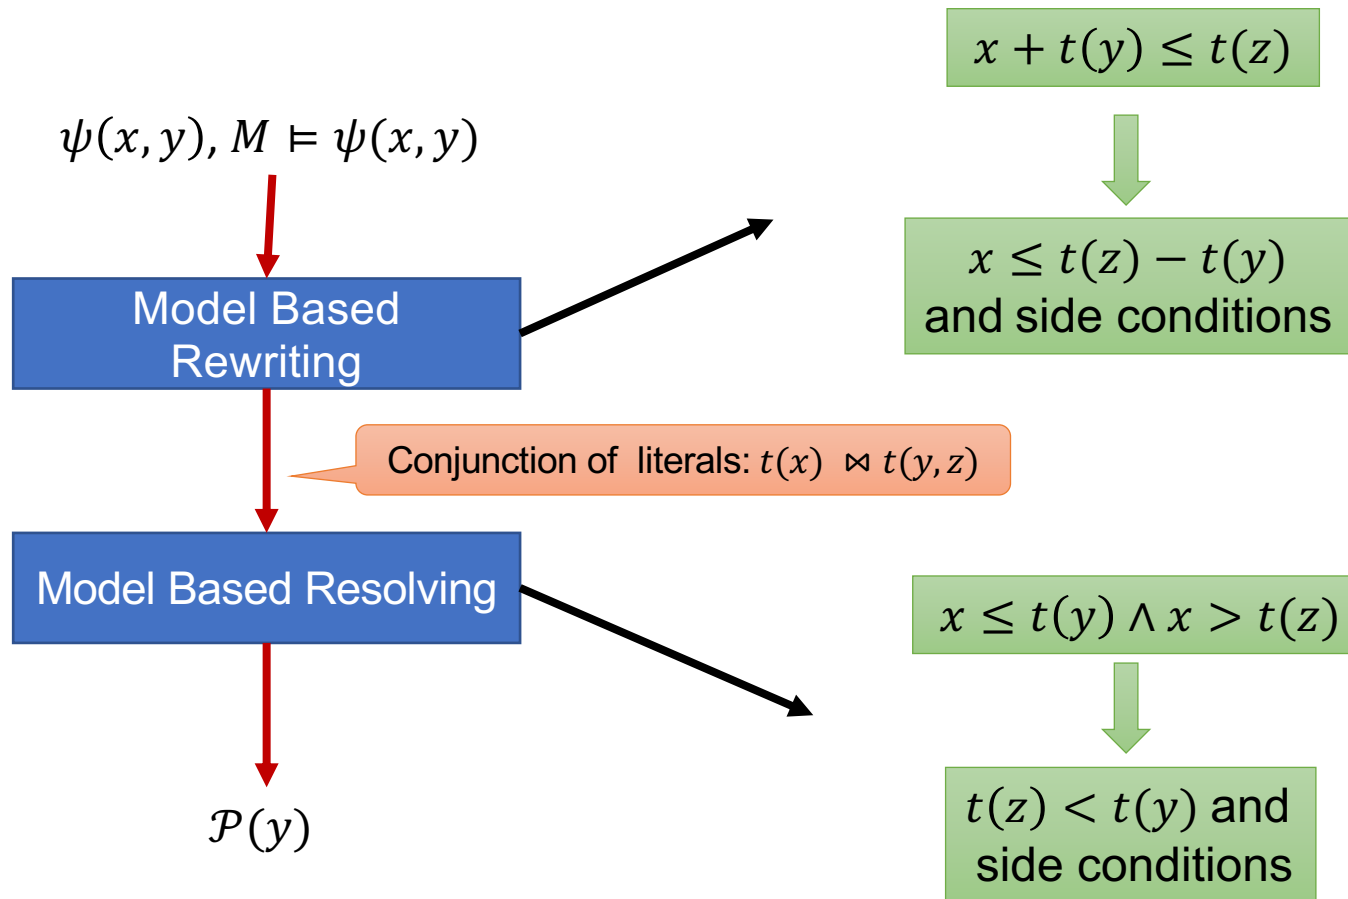 x + t(y) ≤ t(z)
ψ(x, y), M ⊨ ψ(x, y)
x ≤ t(z) − t(y)
and side conditions
Model Based
Rewriting
Conjunction of literals: t(x) ⋈ t(y, z)
Model Based Resolving
x ≤ t(y) ∧ x > t(z)
𝒫(y)
t(z) < t(y) and
side conditions